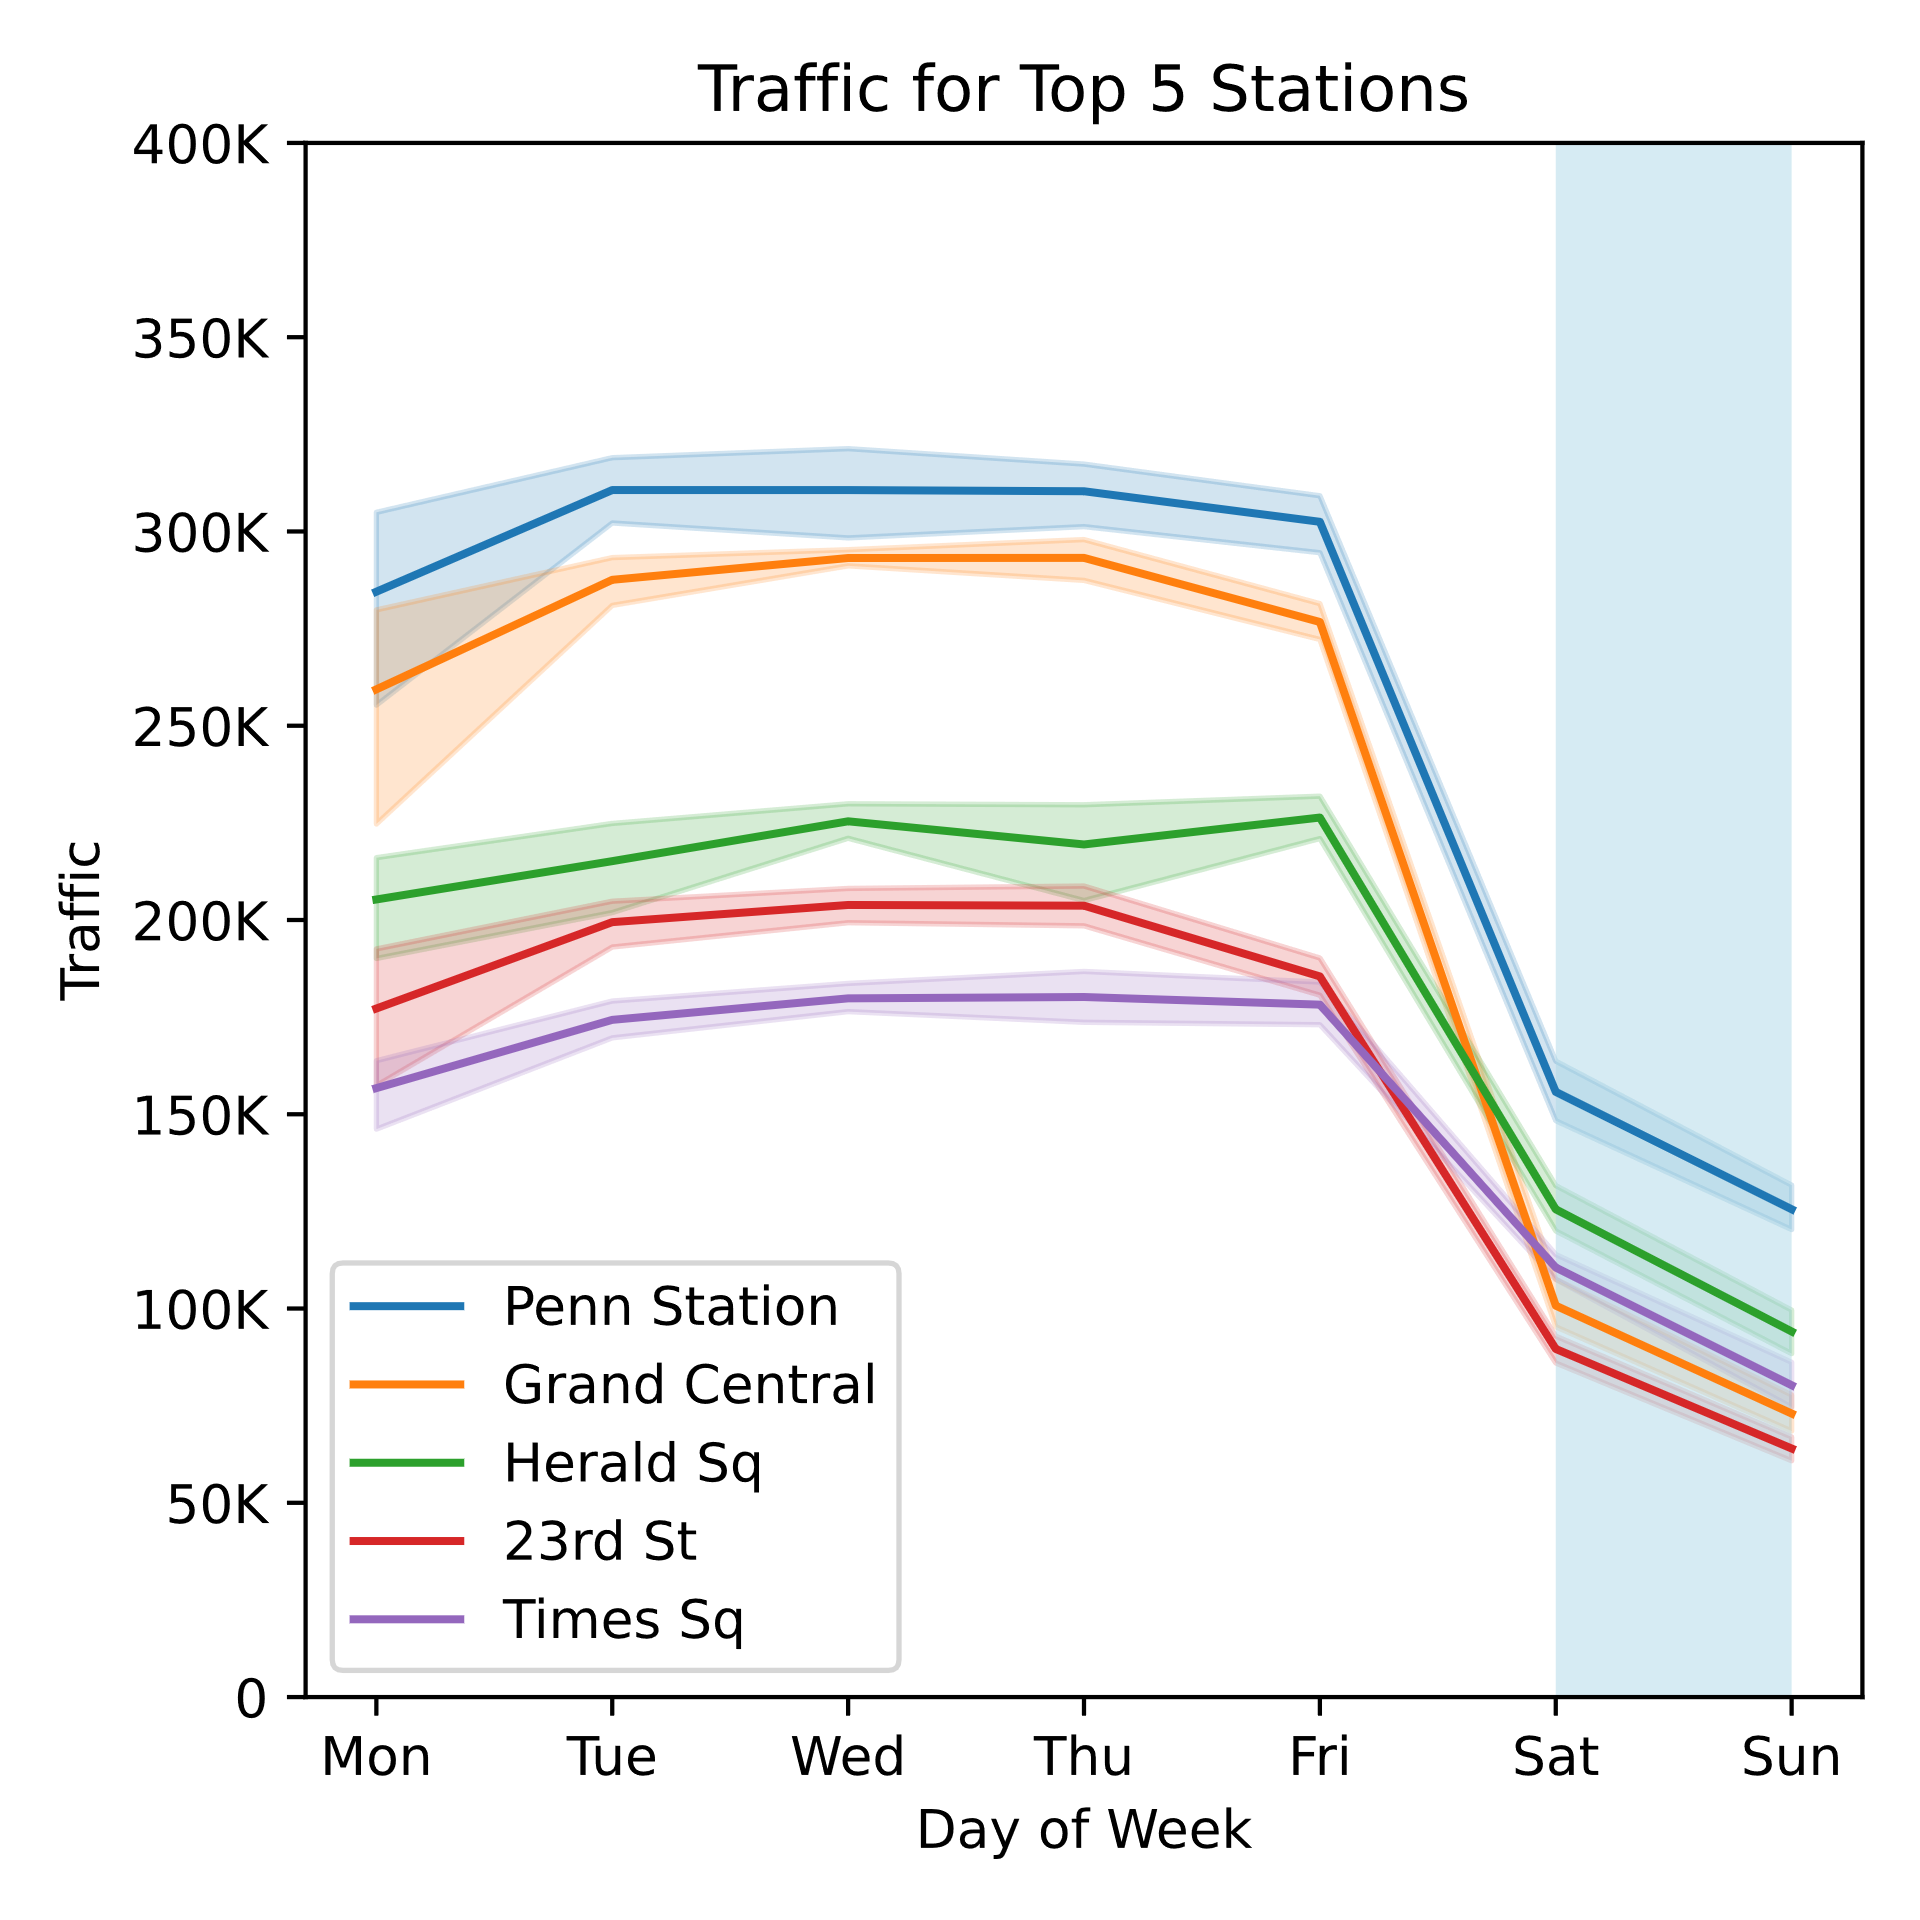 Traffic for Top 5 Stations
400K
350K
300K
250K
200K
150K
100K
50K
0
Traffic
Penn Station
Grand Central
Herald Sq
23rd St
Times Sq
Mon Tue Wed Thu Fri Sat Sun
Day of Week